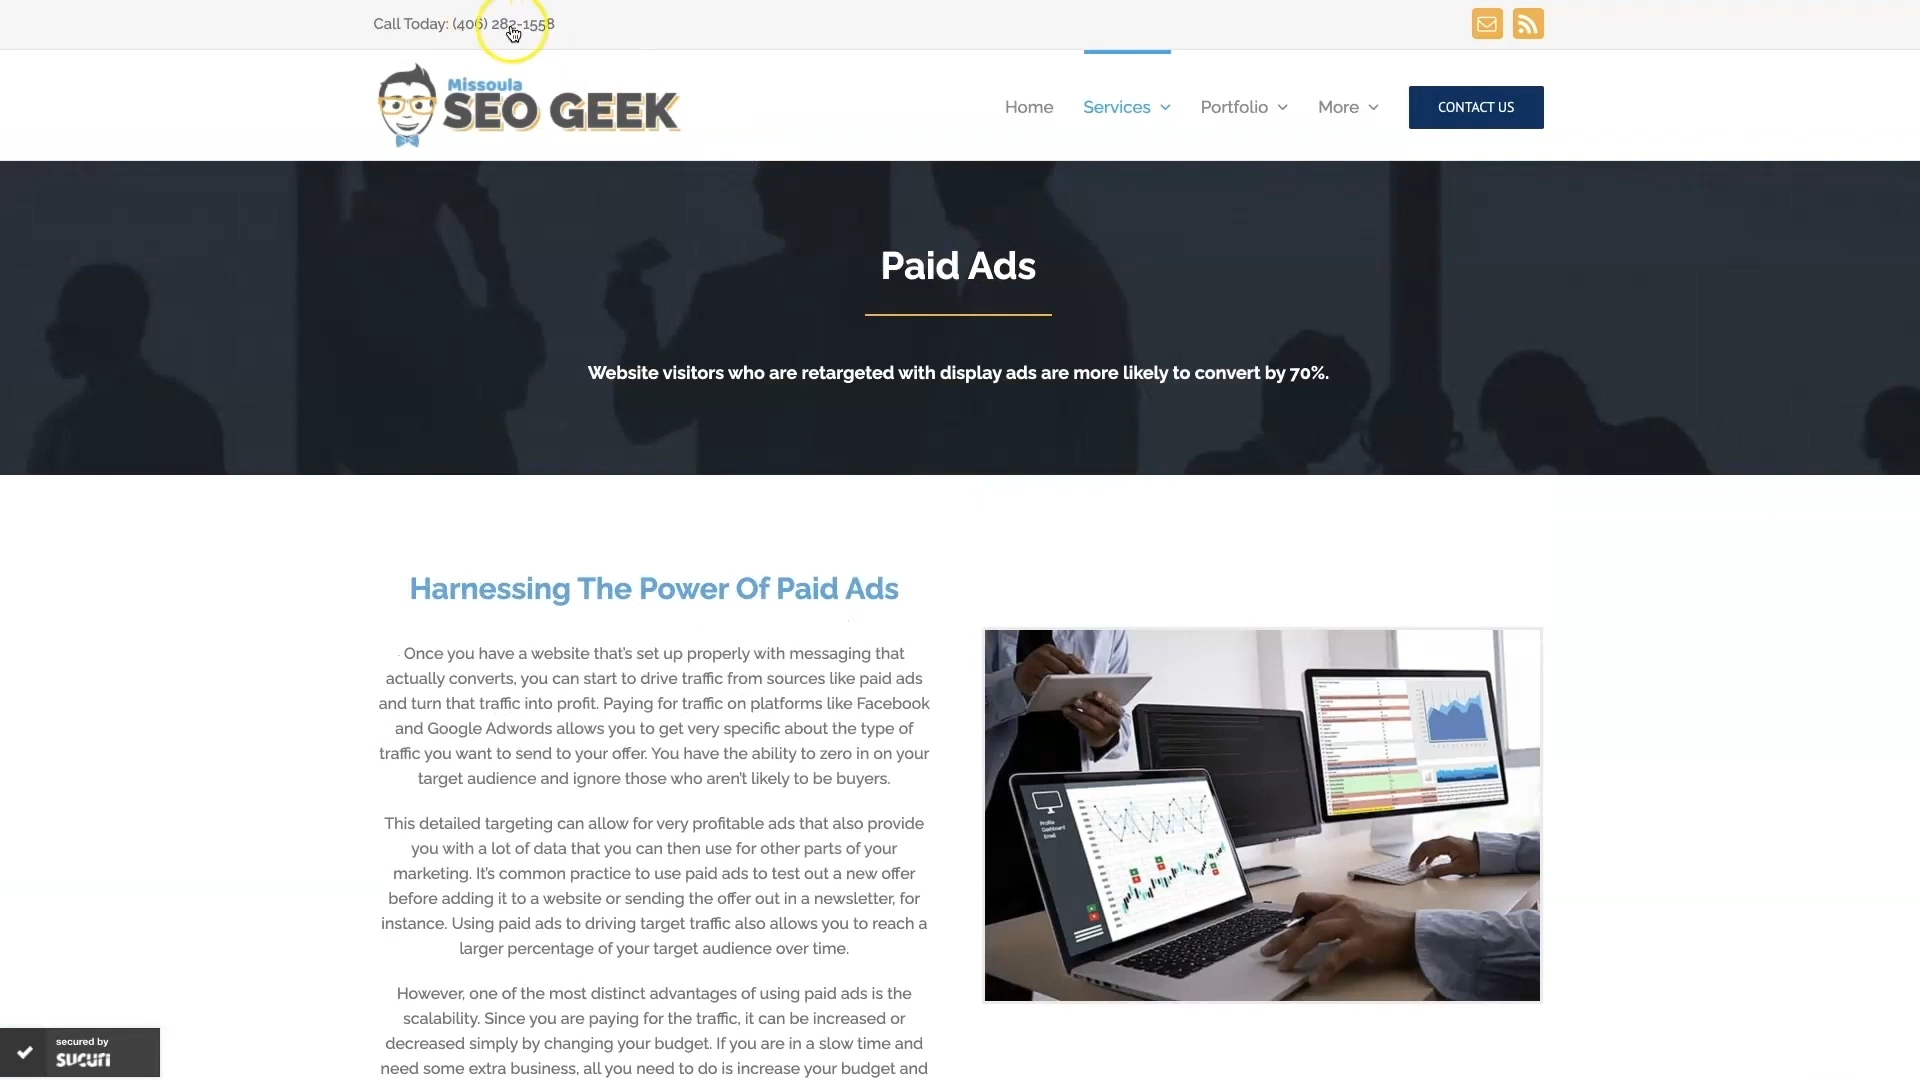 Call Today: (406) 282-1558
Missoula
SEO GEEK
Home
Services
Portfolio
More
CONTACT US
Paid Ads
Website visitors who are retargeted with display ads are more likely to convert by 70%.
Harnessing The Power Of Paid Ads
Once you have a website that's set up properly with messaging that
actually converts, you can start to drive traffic from sources like paid ads
and turn that traffic into profit. Paying for traffic on platforms like Facebook
and Google Adwords allows you to get very specific about the type of
traffic you want to send to your offer. You have the ability to zero in on your
target audience and ignore those who aren't likely to be buyers.
This detailed targeting can allow for very profitable ads that also provide
you with a lot of data that you can then use for other parts of your
marketing. It's common practice to use paid ads to test out a new offer
before adding it to a website or sending the offer out in a newsletter, for
instance. Using paid ads to driving target traffic also allows you to reach a
larger percentage of your target audience over time.
However, one of the most distinct advantages of using paid ads is the
scalability. Since you are paying for the traffic, it can be increased or
decreased simply by changing your budget. If you are in a slow time and
need some extra business, all you need to do is increase your budget and
Profile
Dashboard
Email
secured by
sucuri